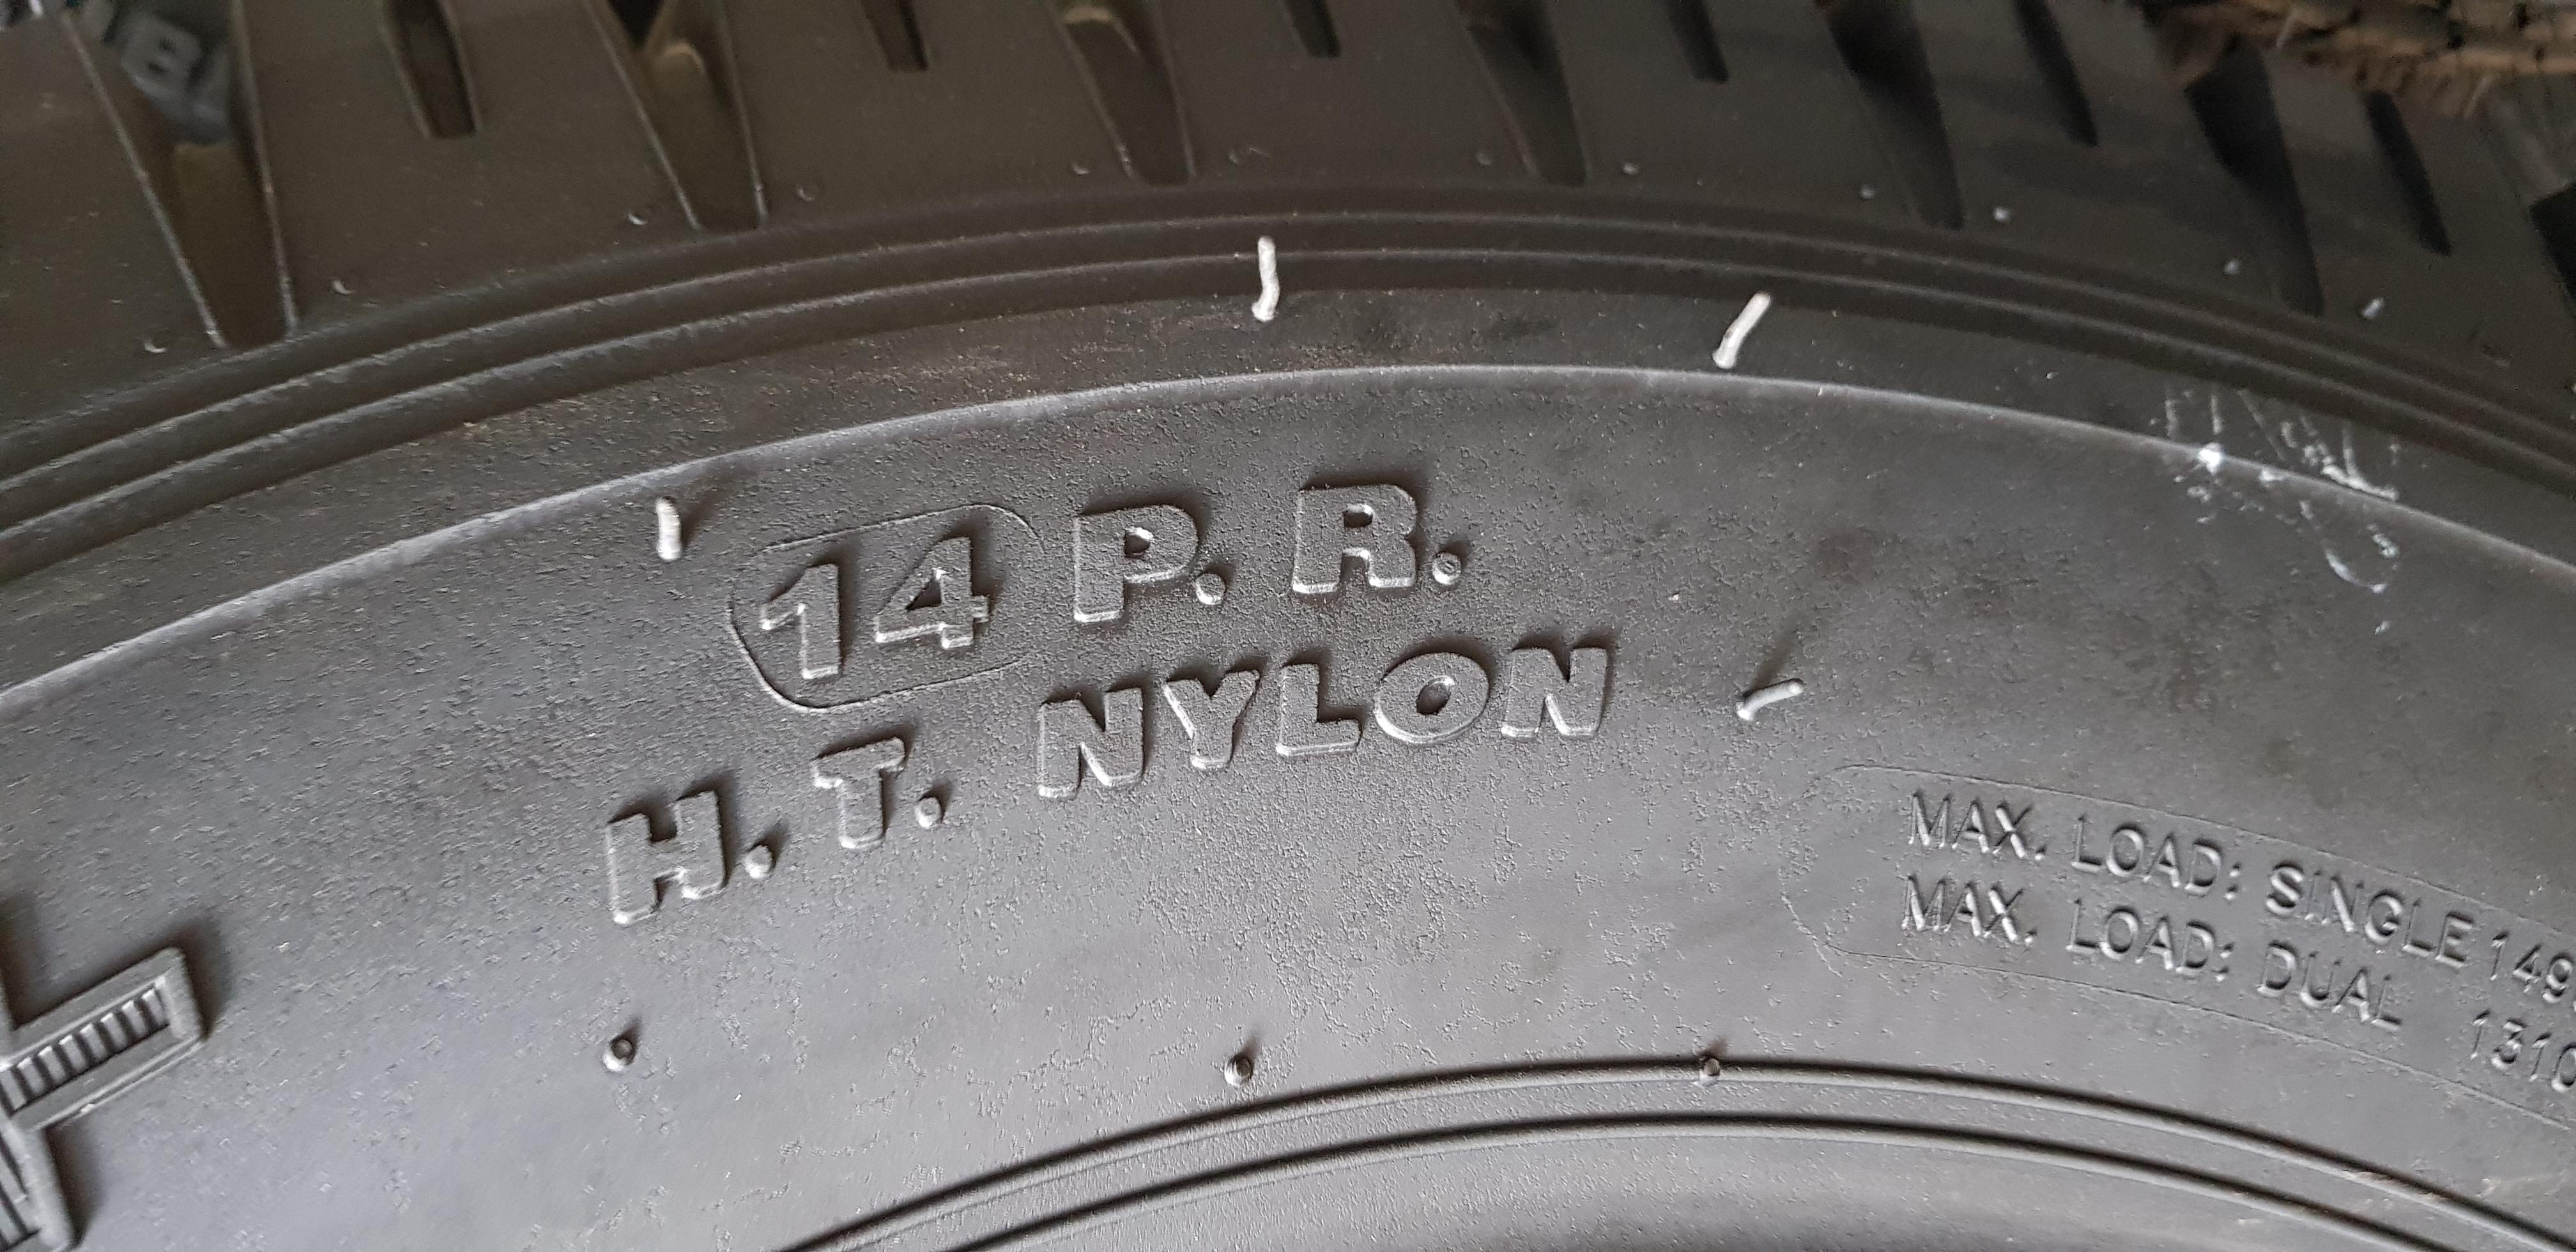 14 P. R.
H. T. NYLON
MAX. LOAD: SINGLE 149
MAX. LOAD: DUAL 1310